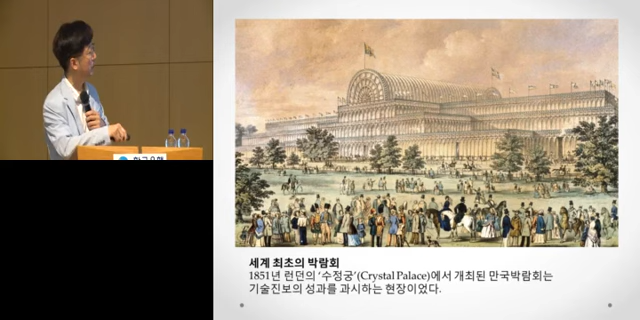 세계 최초의 박람회
1851년 런던의 ‘수정궁’(Crystal Palace)에서 개최된 만국박람회는
기술진보의 성과를 과시하는 현장이었다.